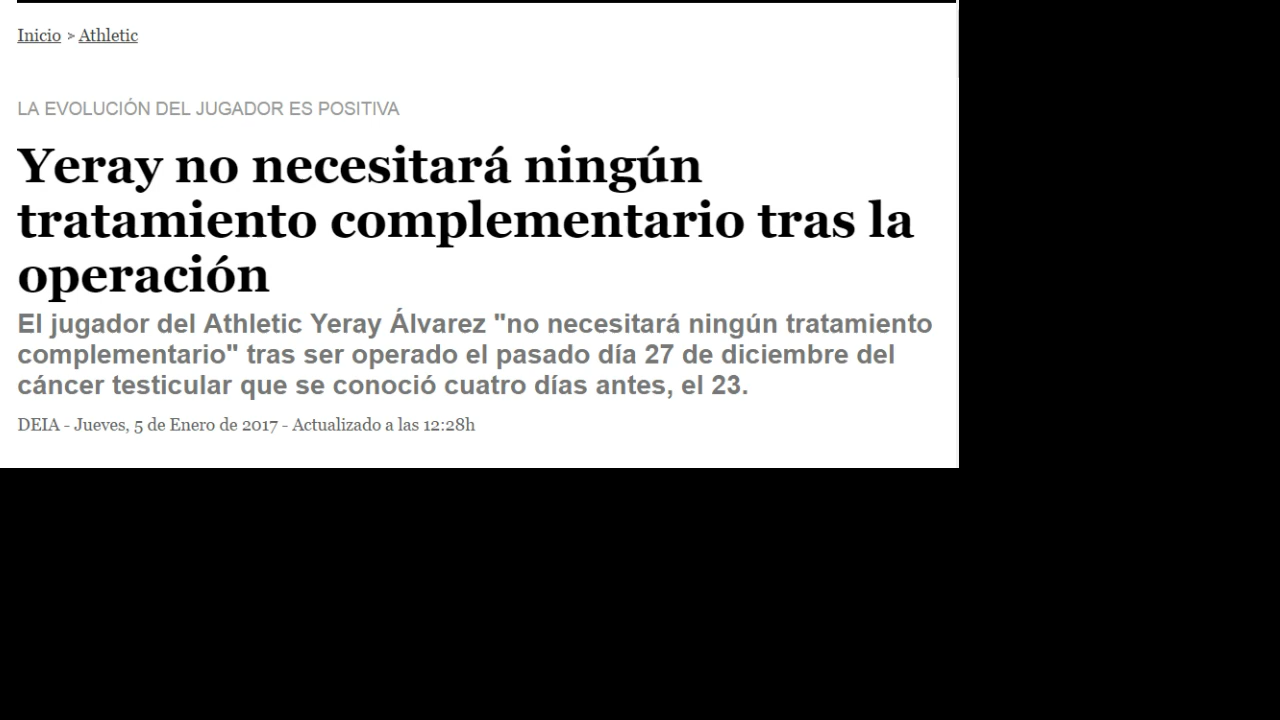 Inicio > Athletic
LA EVOLUCIÓN DEL JUGADOR ES POSITIVA
Yeray no necesitará ningún
tratamiento complementario tras la
operación
El jugador del Athletic Yeray Álvarez "no necesitará ningún tratamiento
complementario" tras ser operado el pasado día 27 de diciembre del
cáncer testicular que se conoció cuatro días antes, el 23.
DEIA - Jueves, 5 de Enero de 2017 - Actualizado a las 12:28h